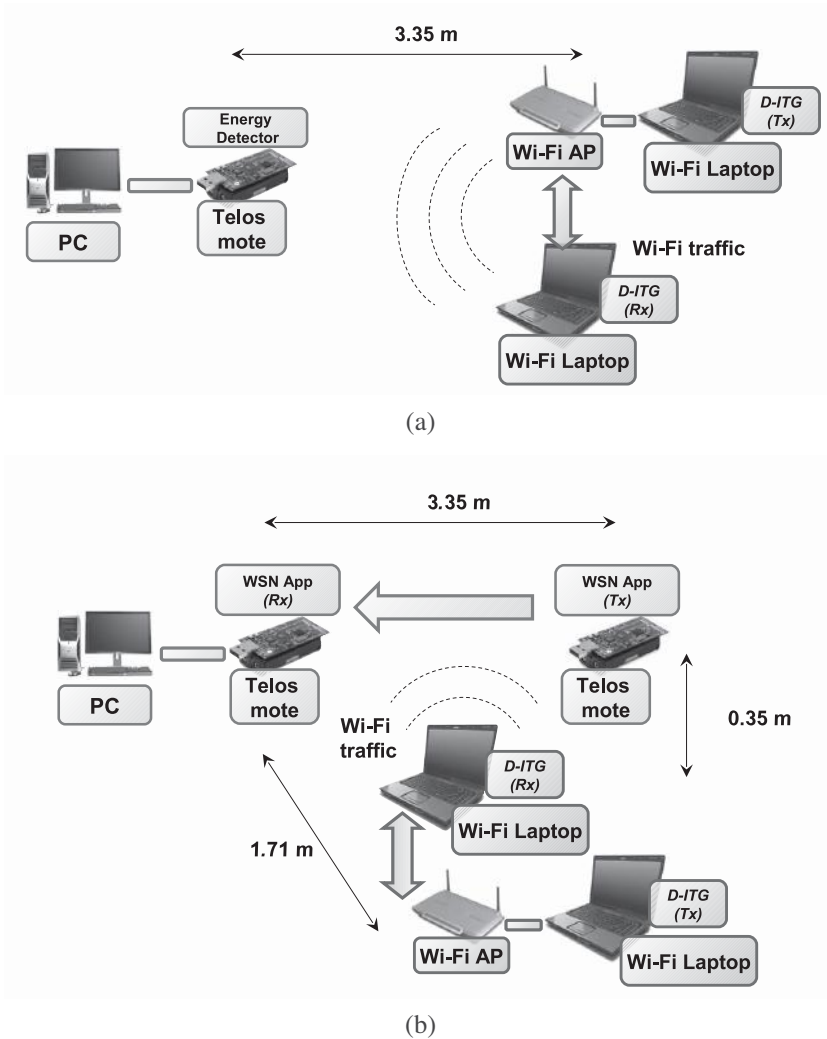 3.35 m
Energy
Detector
D-ITG
(Tx)
Wi-Fi AP
Wi-Fi Laptop
Telos
mote
PC
Wi-Fi traffic
D-ITG
(Rx)
Wi-Fi Laptop
(a)
3.35 m
WSN App
(Rx)
WSN App
(Tx)
PC
Telos
mote
Telos
mote
Wi-Fi
traffic
0.35 m
D-ITG
(Rx)
Wi-Fi Laptop
1.71 m
D-ITG
(Tx)
Wi-Fi AP
Wi-Fi Laptop
(b)